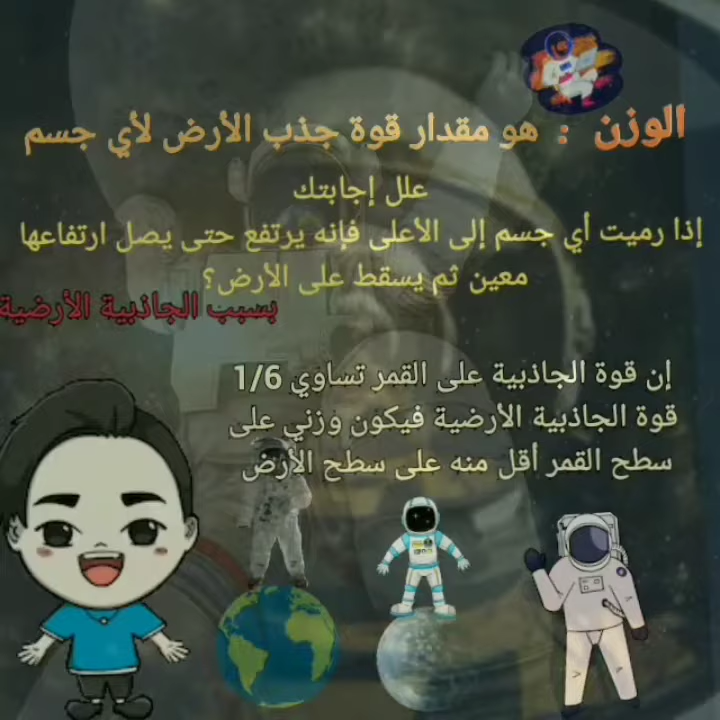 الوزن : هو مقدار قوة جذب الأرض لأي جسم
علل إجابتك
إذا رميت أي جسم إلى الأعلى فإنه يرتفع حتى يصل ارتفاعها
معين ثم يسقط على الأرض؟
بسبب الجاذبية الأرضية
إن قوة الجاذبية على القمر تساوي 1/6
قوة الجاذبية الأرضية فيكون وزني على
سطح القمر أقل منه على سطح الأرض